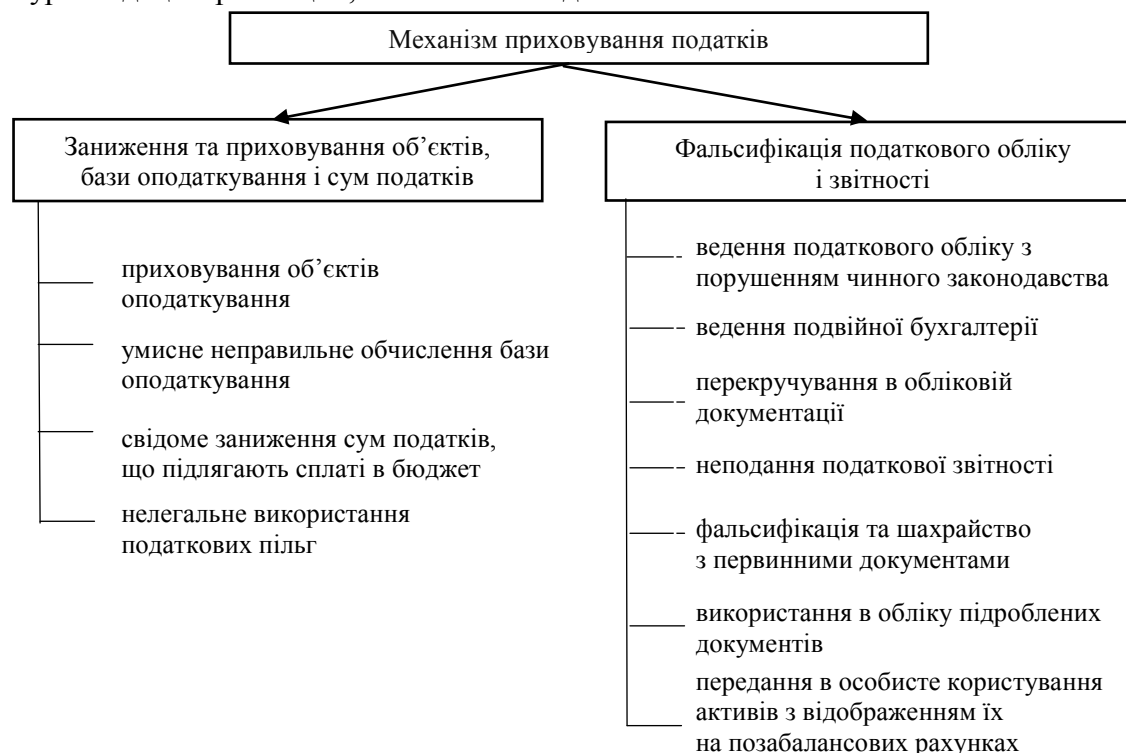 Механізм приховування податків
Заниження та приховування об’єктів,
бази оподаткування і сум податків
приховування об’єктів
оподаткування
умисне неправильне обчислення бази
оподаткування
свідоме заниження сум податків,
що підлягають сплаті в бюджет
нелегальне використання
податкових пільг
Фальсифікація податкового обліку
і звітності
ведення податкового обліку з
порушенням чинного законодавства
ведення подвійної бухгалтерії
перекручування в обліковій
документації
неподання податкової звітності
фальсифікація та шахрайство
з первинними документами
використання в обліку підроблених
документів
передання в особисте користування
активів з відображенням їх
на позабалансових рахунках